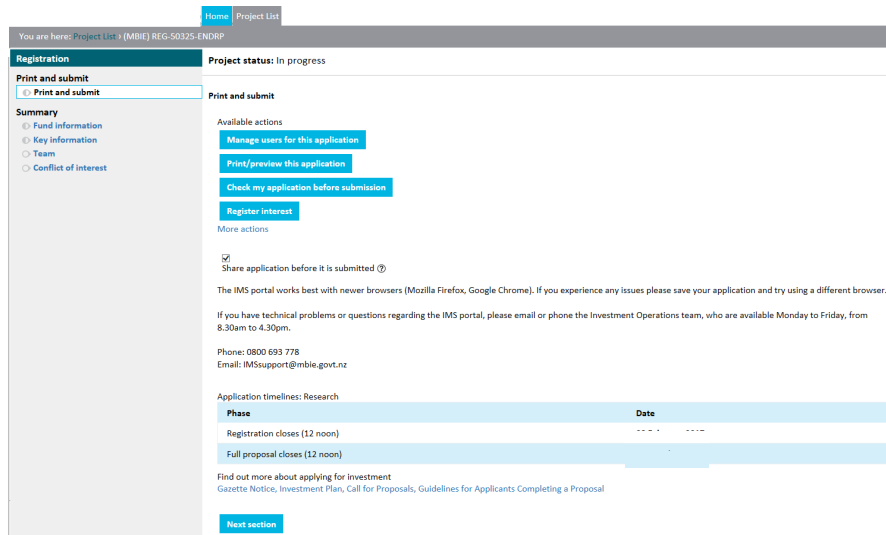 Home Project List
You are here: Project List › (MBIE) REG-50325-ENDRP
Registration
Print and submit
Print and submit
Summary
Fund information
Key information
Team
Conflict of interest
Project status: In progress
Print and submit
Available actions
Manage users for this application
Print/preview this application
Check my application before submission
Register interest
More actions
Share application before it is submitted ?
The IMS portal works best with newer browsers (Mozilla Firefox, Google Chrome). If you experience any issues please save your application and try using a different browser.
If you have technical problems or questions regarding the IMS portal, please email or phone the Investment Operations team, who are available Monday to Friday, from
8.30am to 4.30pm.
Phone: 0800 693 778
Email: IMSsupport@mbie.govt.nz
Application timelines: Research
Phase Date
Registration closes (12 noon)
Full proposal closes (12 noon)
Find out more about applying for investment
Gazette Notice, Investment Plan, Call for Proposals, Guidelines for Applicants Completing a Proposal
Next section